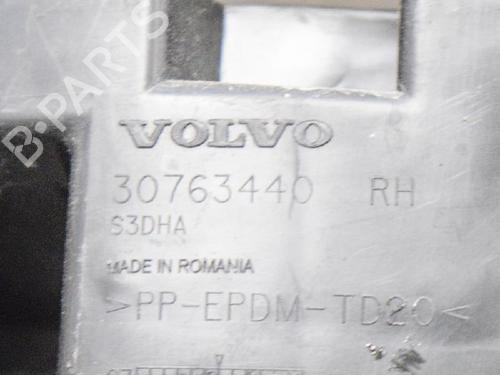 B-PARTS
VOLVO
30763440 RH
S3DHA
MADE IN ROMANIA
>PP-EPDM-TD20<